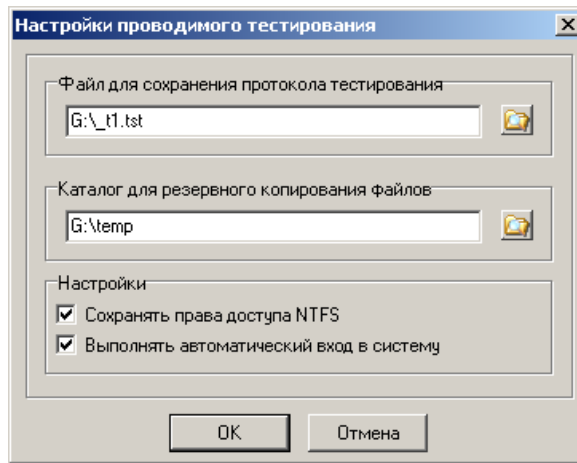 Настройки проводимого тестирования
Файл для сохранения протокола тестирования
G:\_t1.tst
Каталог для резервного копирования файлов
G:\temp
Настройки
Сохранять права доступа NTFS
Выполнять автоматический вход в систему
OK
Отмена